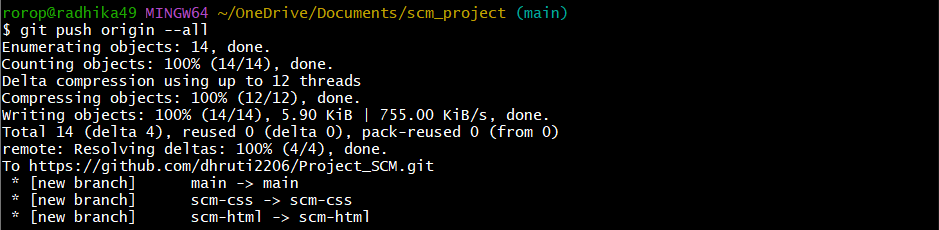 rorop@radhika49 MINGW64 ~/OneDrive/Documents/scm_project (main)
$ git push origin --all
Enumerating objects: 14, done.
Counting objects: 100% (14/14), done.
Delta compression using up to 12 threads
Compressing objects: 100% (12/12), done.
Writing objects: 100% (14/14), 5.90 KiB | 755.00 KiB/s, done.
Total 14 (delta 4), reused 0 (delta 0), pack-reused 0 (from 0)
remote: Resolving deltas: 100% (4/4), done.
To https://github.com/dhruti2206/Project_SCM.git
 * [new branch]      main -> main
 * [new branch]      scm-css -> scm-css
 * [new branch]      scm-html -> scm-html